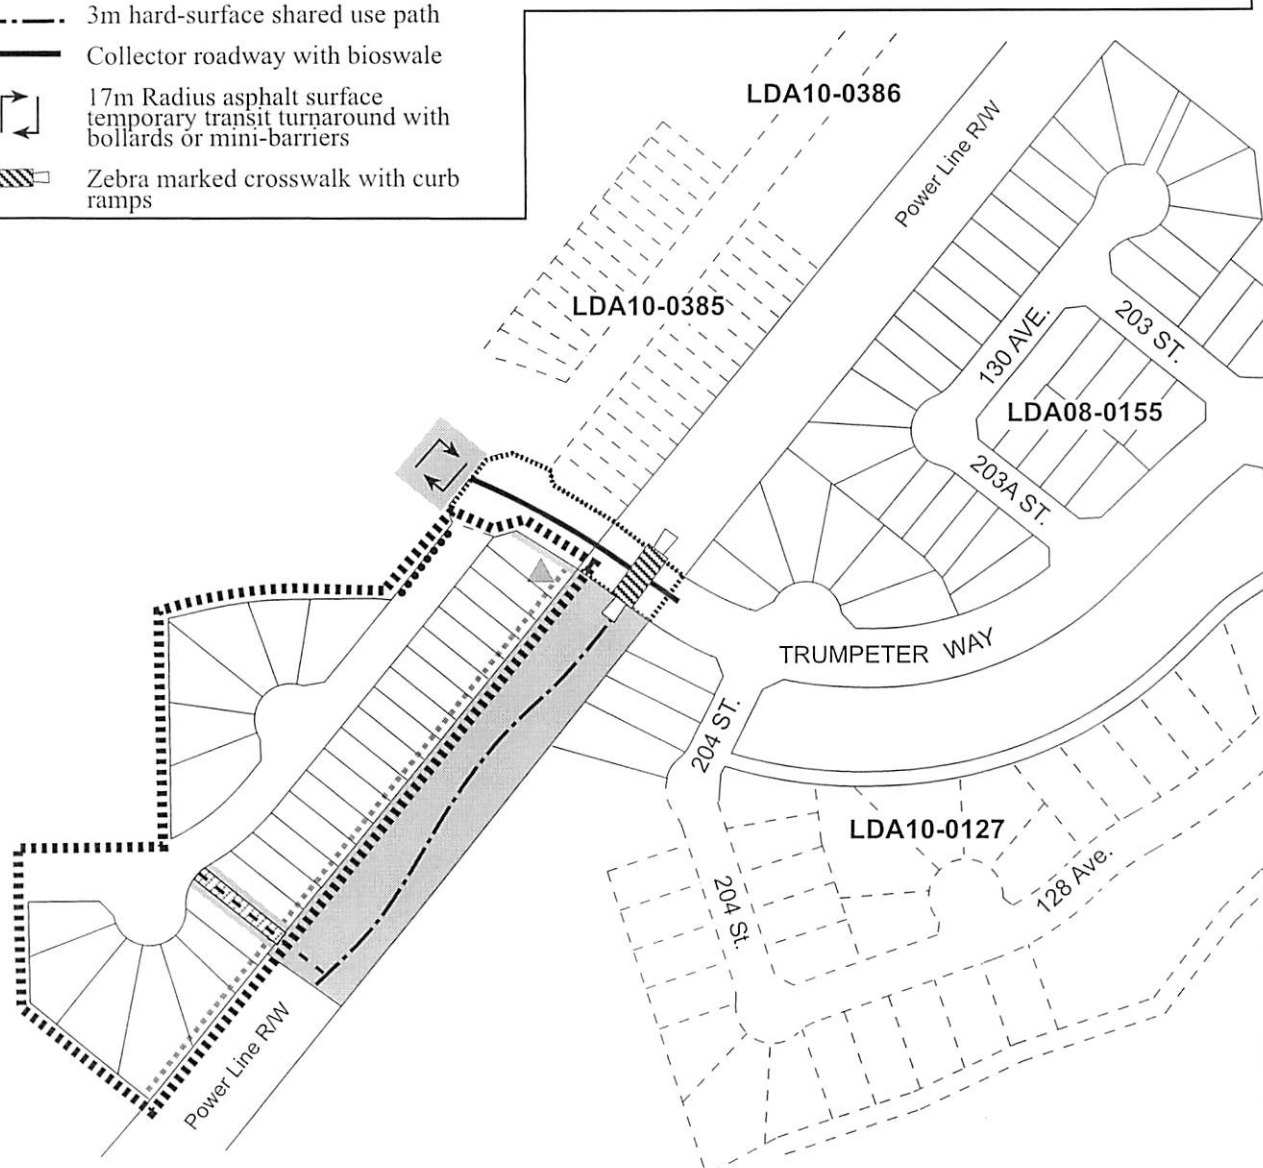 3m hard-surface shared use path
Collector roadway with bioswale
17m Radius asphalt surface
temporary transit turnaround with
bollards or mini-barriers
Zebra marked crosswalk with curb
ramps
LDA10-0386
Power Line R/W
LDA10-0385
130 AVE.
203 ST.
LDA08-0155
203A ST.
TRUMPETER WAY
204 ST.
LDA10-0127
128 Ave.
204 St.
Power Line R/W